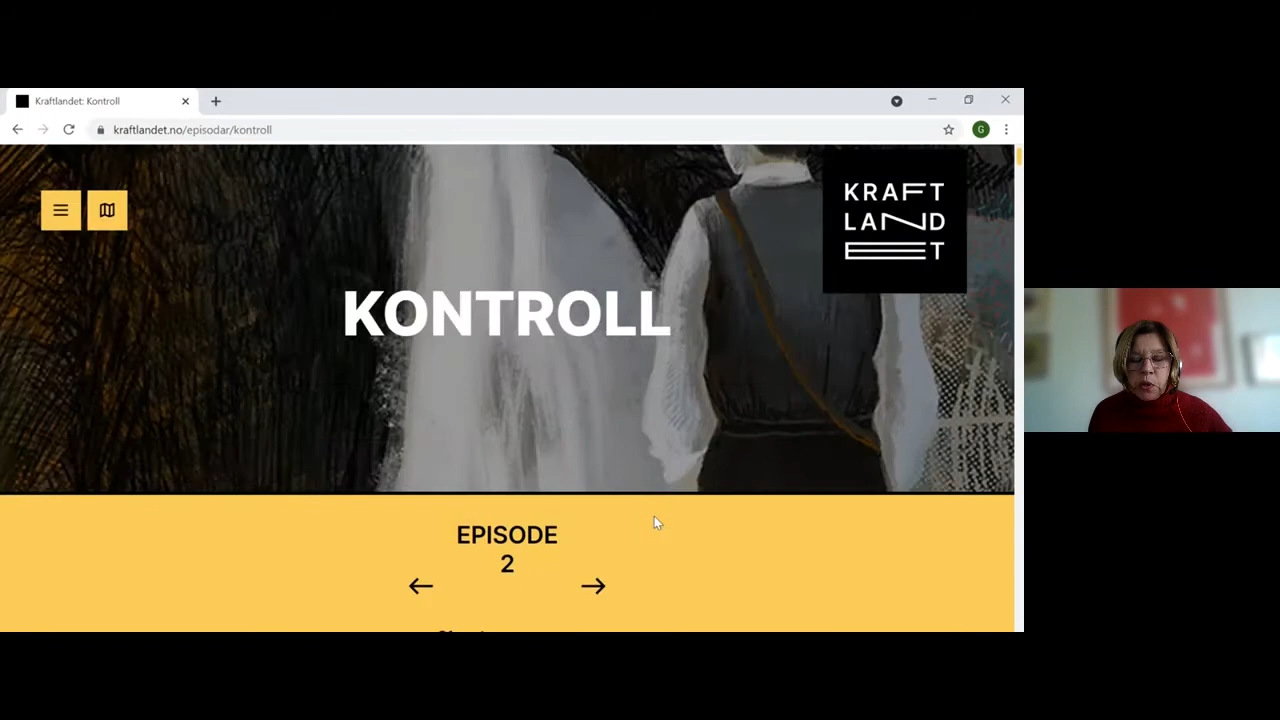 Kraftlandet: Kontroll
kraftlandet.no/episodar/kontroll
G
KRAFT
LAND
ET
KONTROLL
EPISODE
2